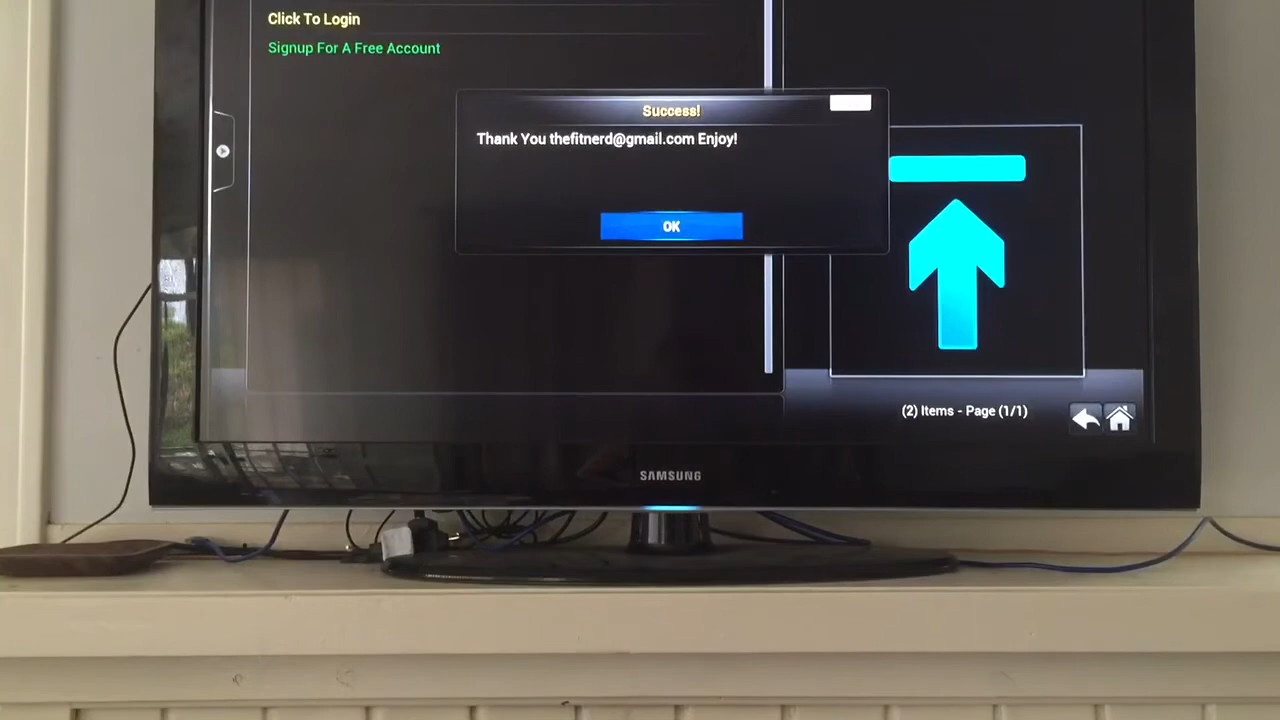 Click To Login
Signup For A Free Account
Success!
Thank You thefitnerd@gmail.com Enjoy!
OK
(2) Items - Page (1/1)
SAMSUNG